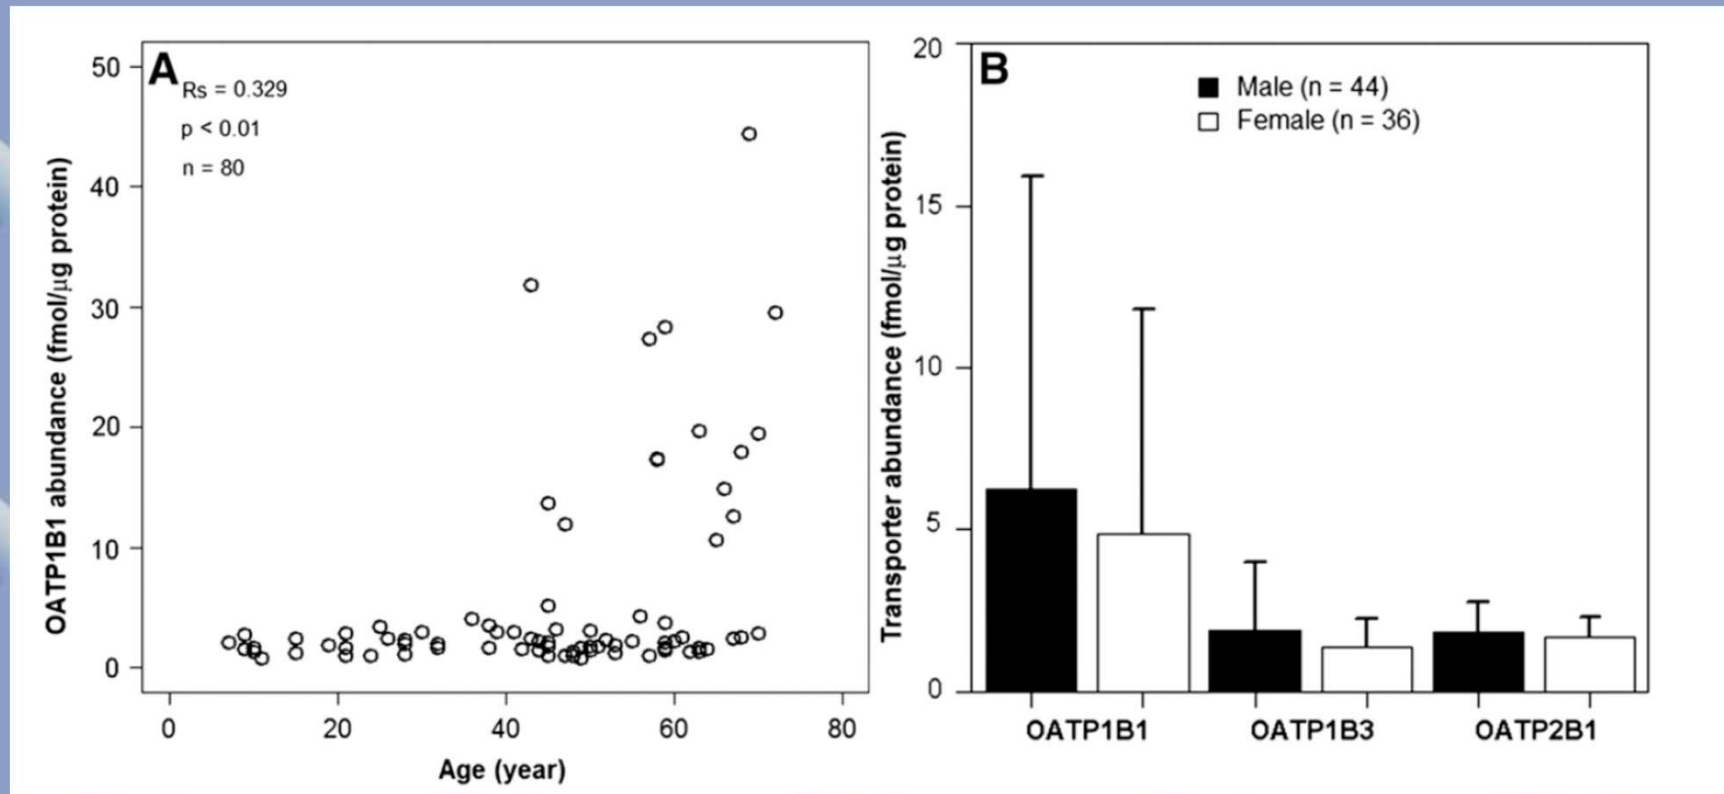 A
Rs = 0.329
p < 0.01
n = 80
OATP1B1 abundance (fmol/µg protein)
50
40
30
20
10
0
0 20 40 60 80
Age (year)
B
Male (n = 44)
Female (n = 36)
Transporter abundance (fmol/µg protein)
20
15
10
5
0
OATP1B1 OATP1B3 OATP2B1